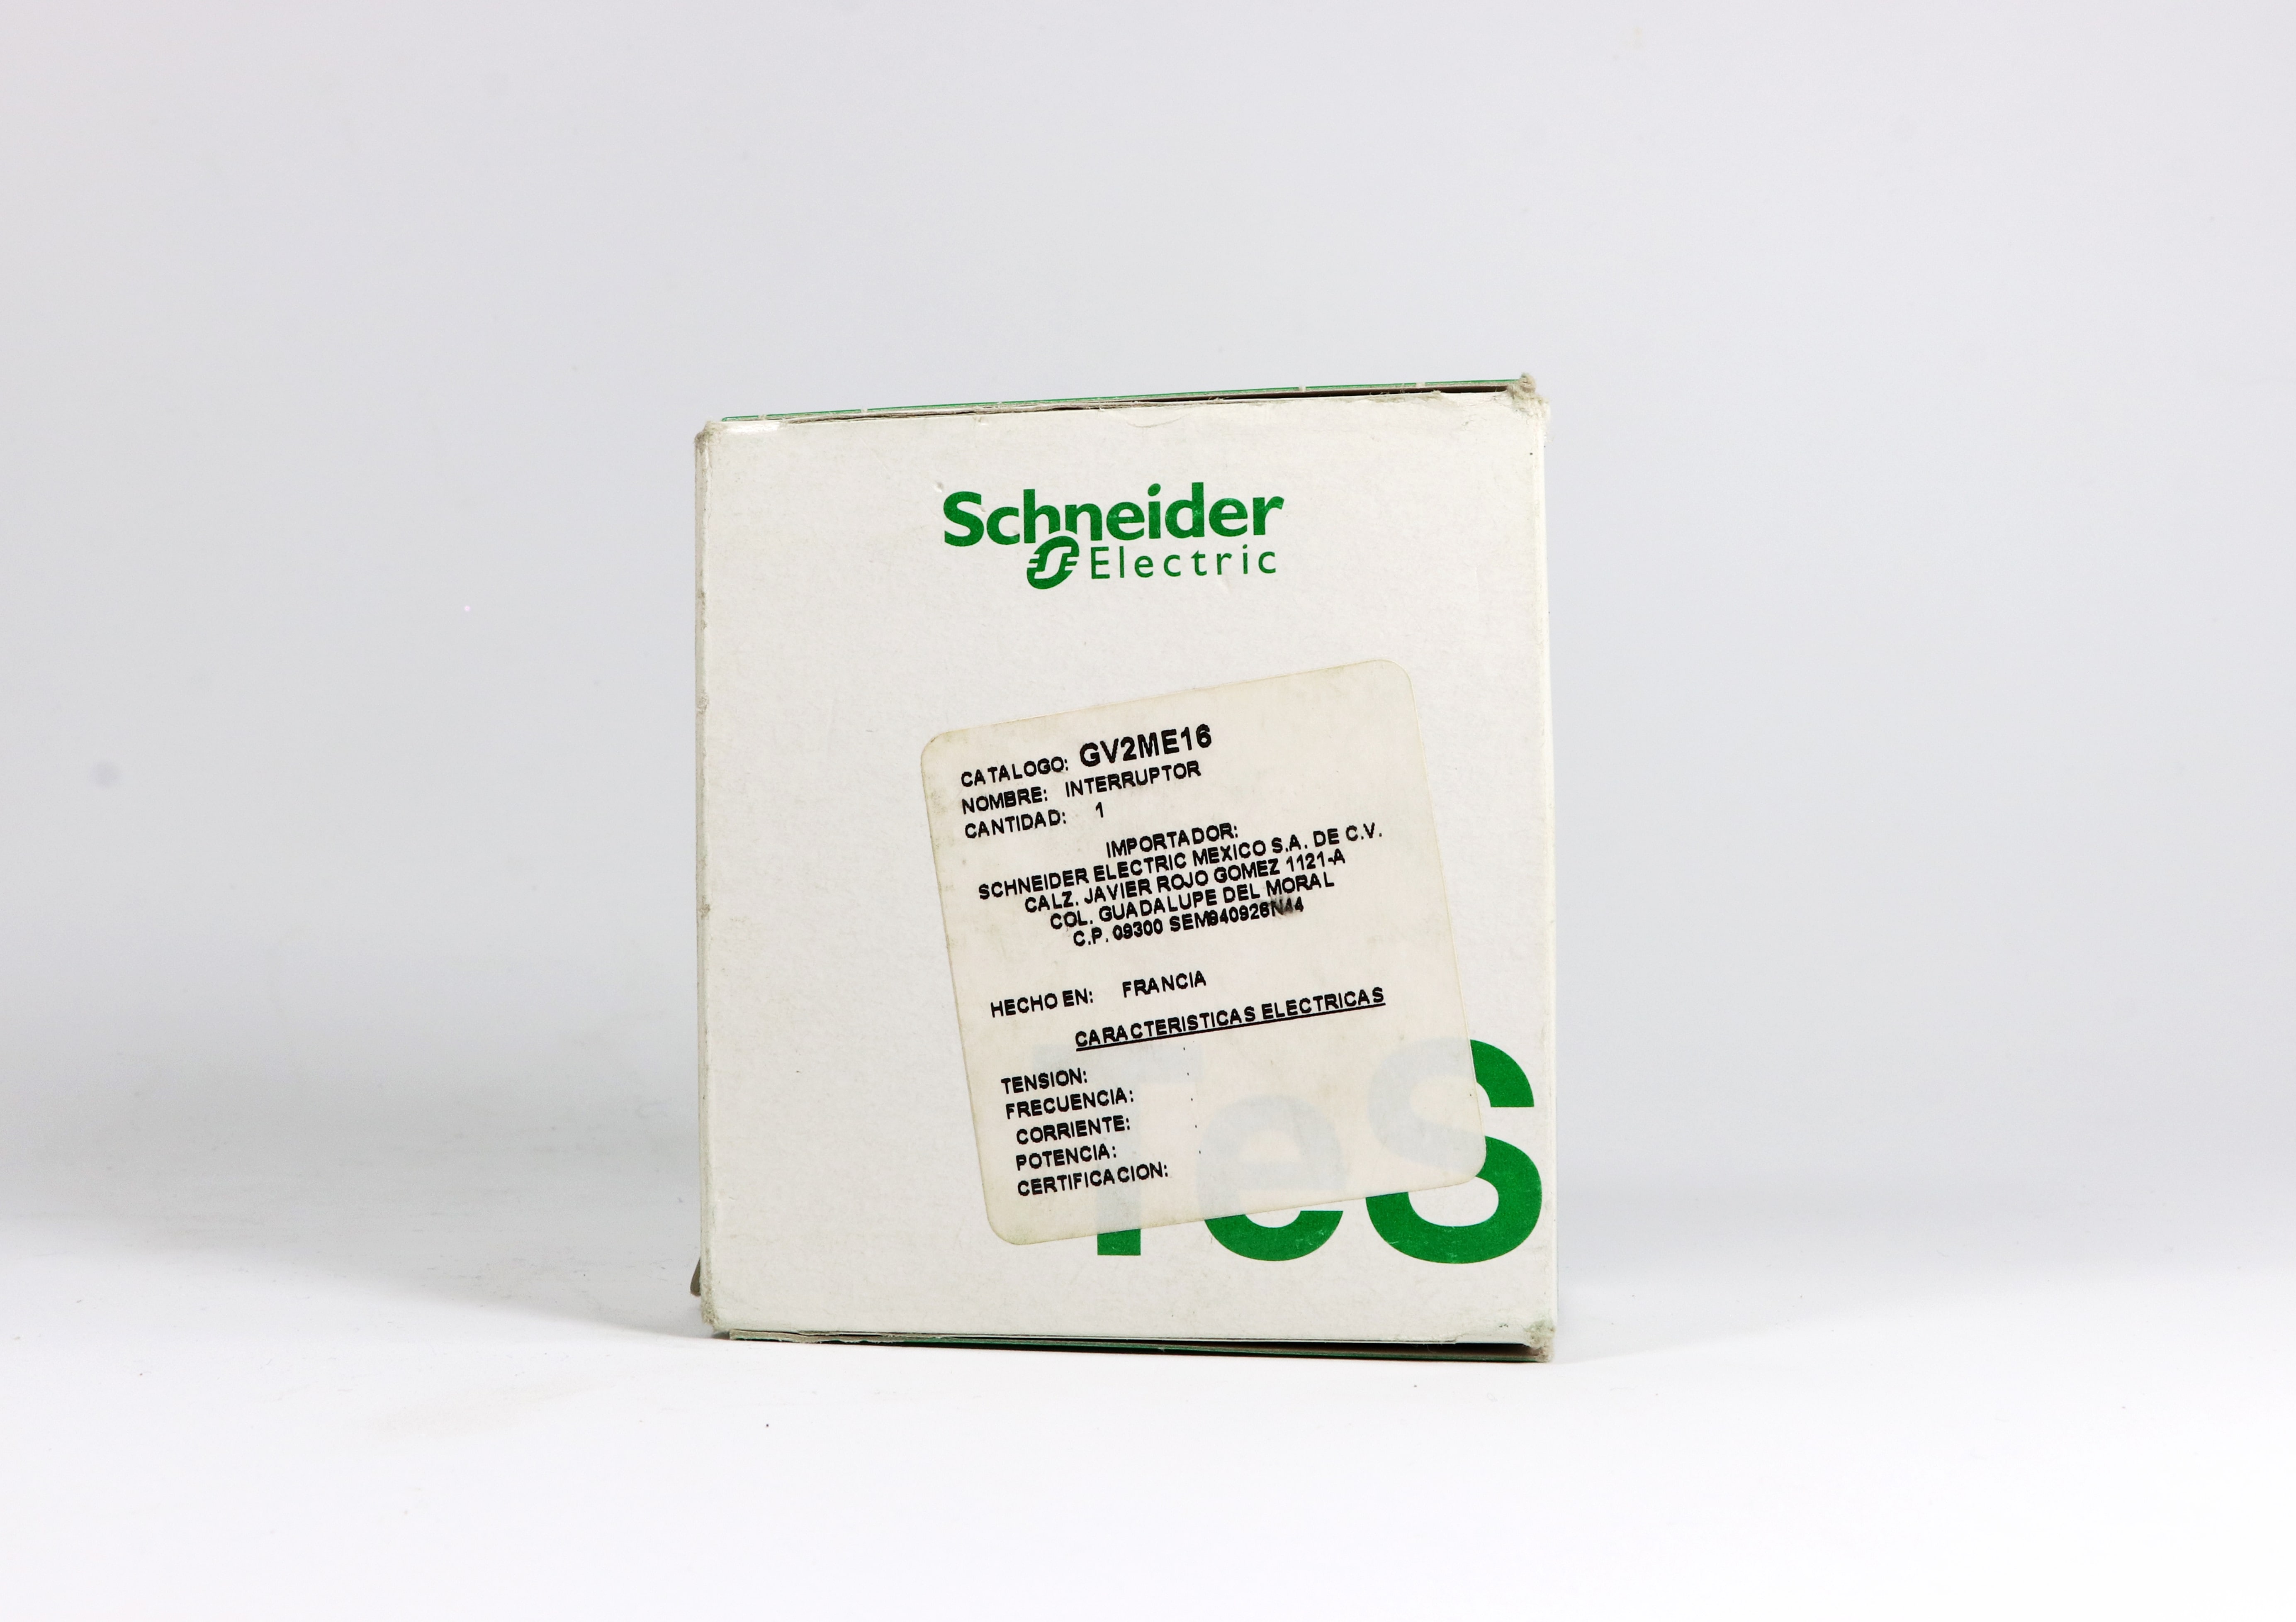 Schneider
Electric
CATALOGO: GV2ME16
NOMBRE: INTERRUPTOR
CANTIDAD: 1
IMPORTADOR:
SCHNEIDER ELECTRIC MEXICO S.A. DE C.V.
CALZ. JAVIER ROJO GOMEZ 1121-A
COL. GUADALUPE DEL MORAL
C.P. 09300 SEM940926N44
HECHO EN: FRANCIA
CARACTERISTICAS ELECTRICAS
TENSION:
FRECUENCIA:
CORRIENTE:
POTENCIA:
CERTIFICACION:
TeS